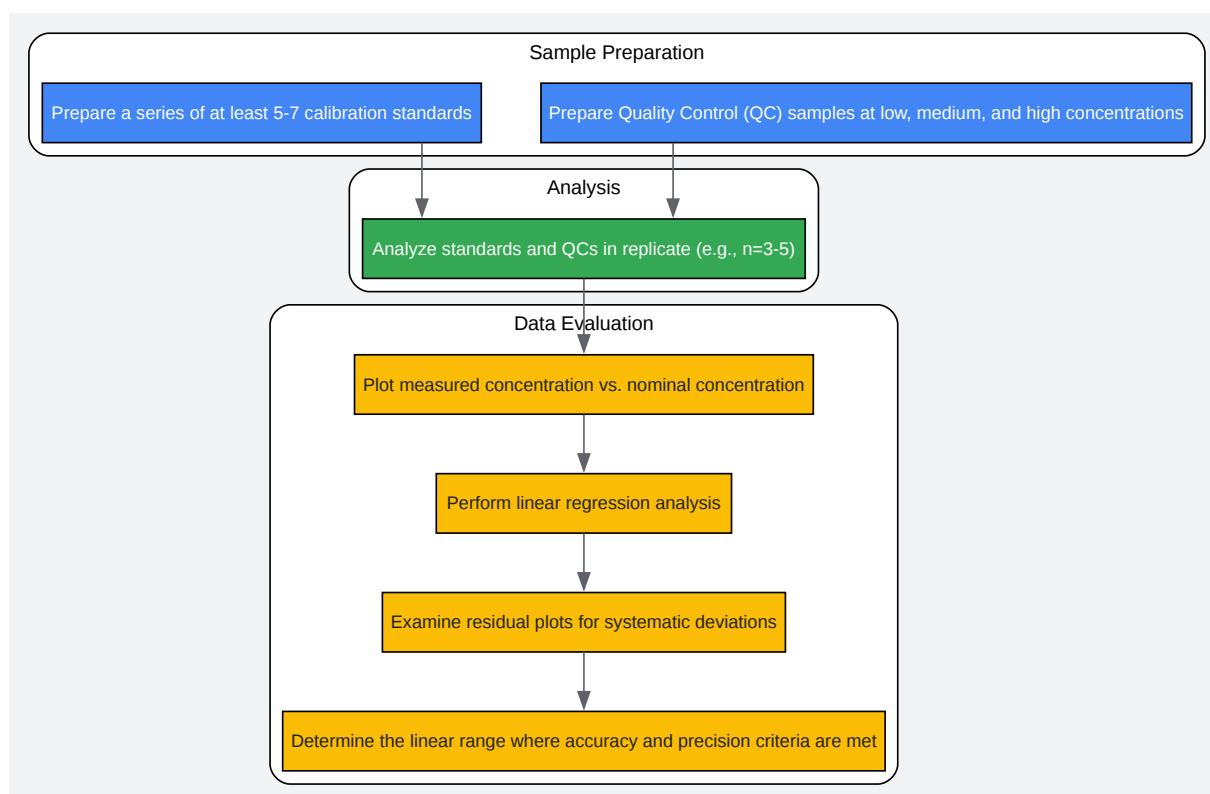 Sample Preparation
Prepare a series of at least 5-7 calibration standards
Prepare Quality Control (QC) samples at low, medium, and high concentrations
Analysis
Analyze standards and QCs in replicate (e.g., n=3-5)
Data Evaluation
Plot measured concentration vs. nominal concentration
Perform linear regression analysis
Examine residual plots for systematic deviations
Determine the linear range where accuracy and precision criteria are met